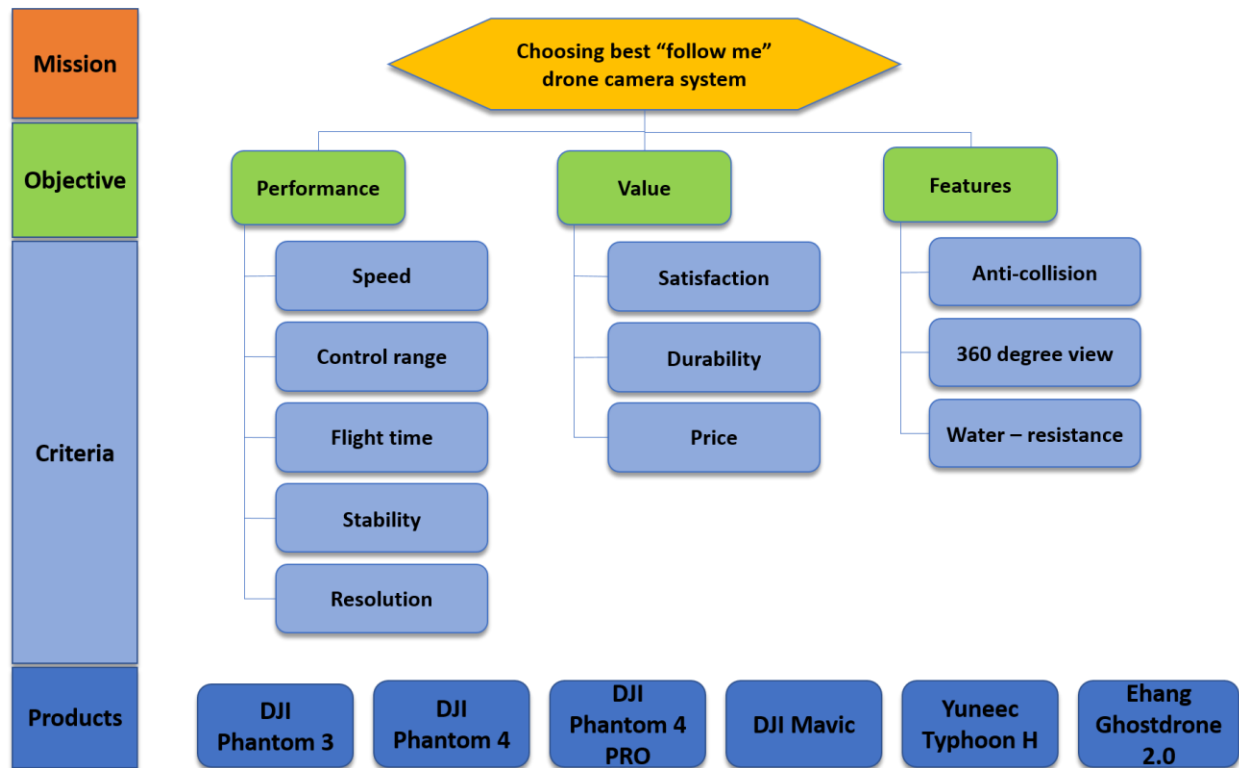 Mission
Choosing best “follow me”
drone camera system
Objective
Performance
Value
Features
Criteria
Speed
Control range
Flight time
Stability
Resolution
Satisfaction
Durability
Price
Anti-collision
360 degree view
Water – resistance
Products
DJI
Phantom 3
DJI
Phantom 4
DJI
Phantom 4
PRO
DJI Mavic
Yuneec
Typhoon H
Ehang
Ghostdrone
2.0